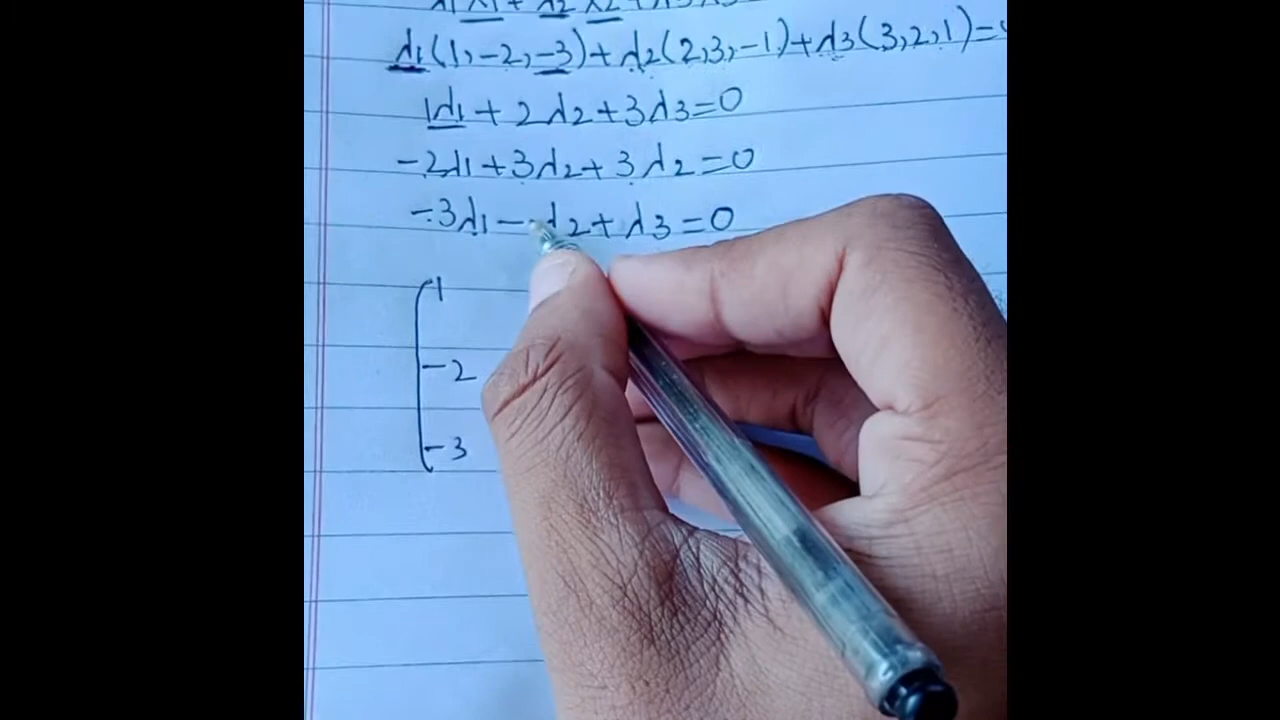 λ1(1,-2,-3)+λ2(2,3,-1)+λ3(3,2,1)=
1λ1+2λ2+3λ3=0
-2λ1+3λ2+3λ2=0
-3λ1-λ2+λ3=0
1
-2
-3